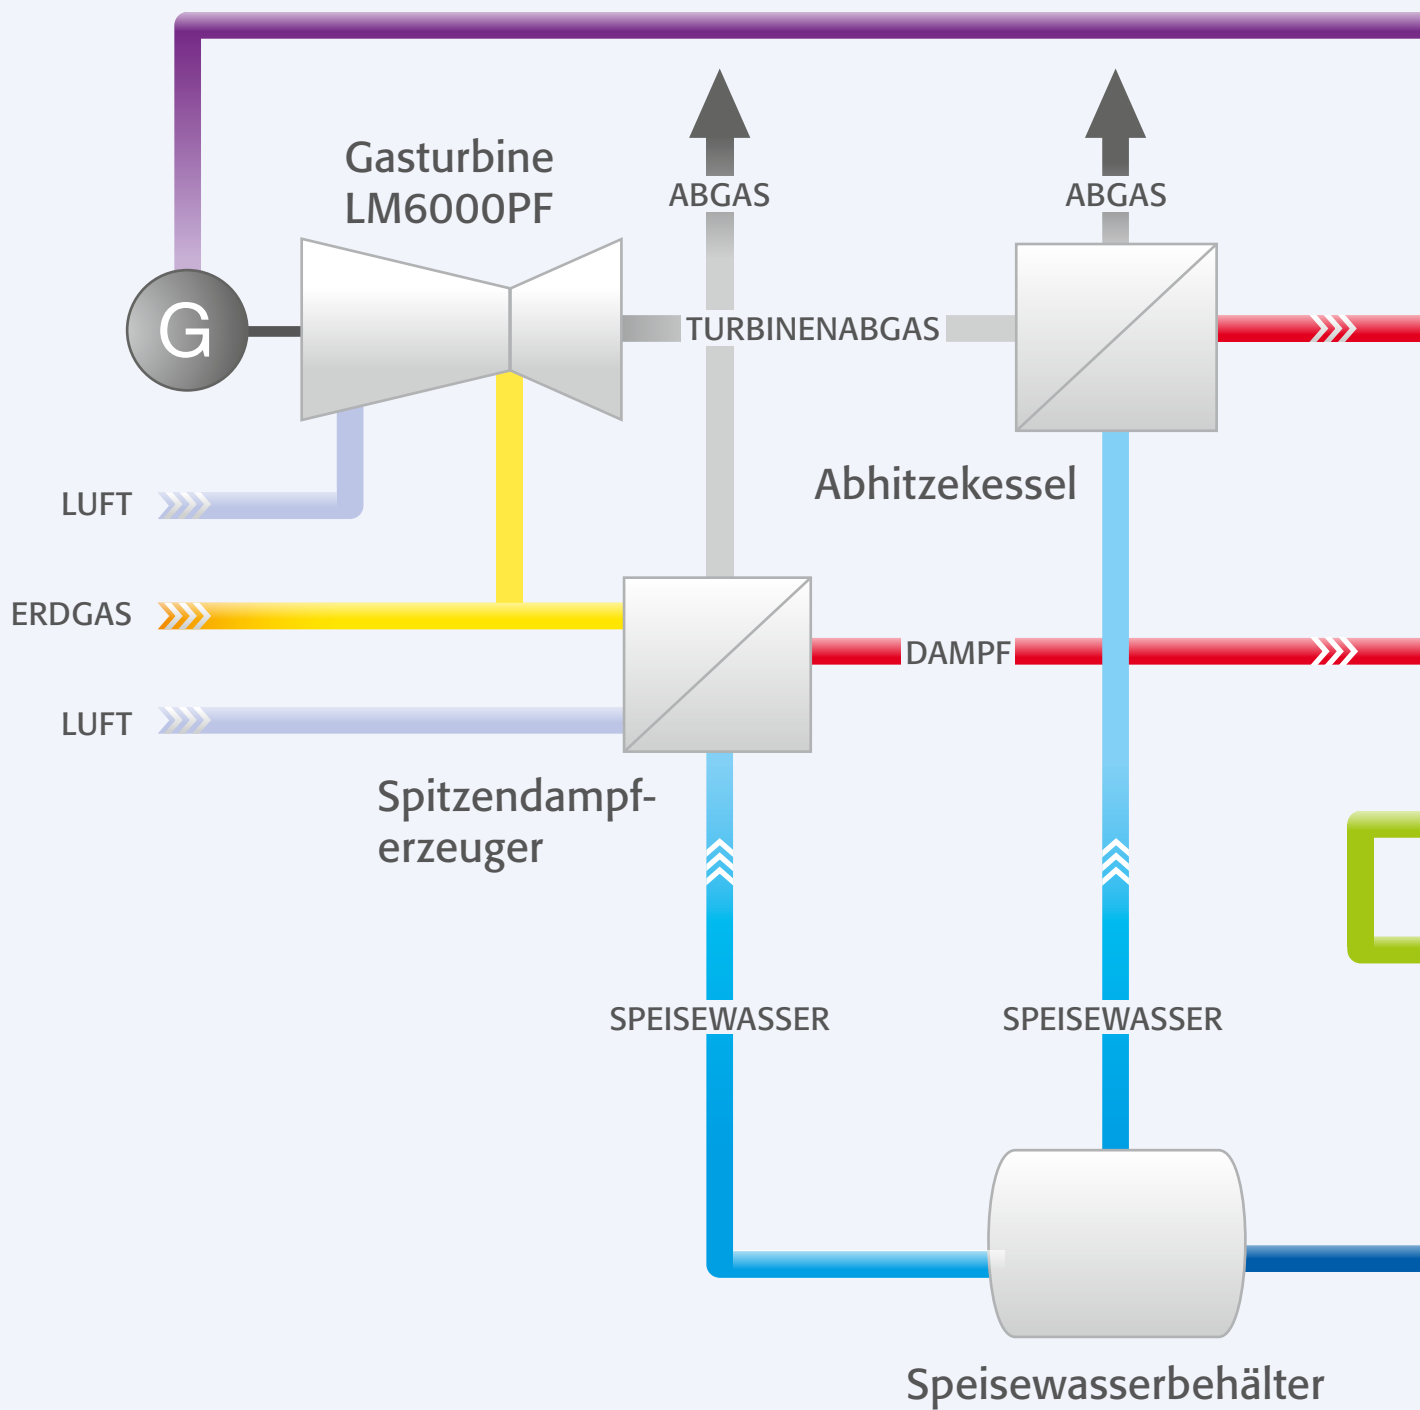 Gasturbine
LM6000PF
ABGAS
ABGAS
G
TURBINENABGAS
Abhitzekessel
LUFT
ERDGAS
DAMPF
LUFT
Spitzendampf-
erzeuger
SPEISEWASSER
SPEISEWASSER
Speisewasserbehälter